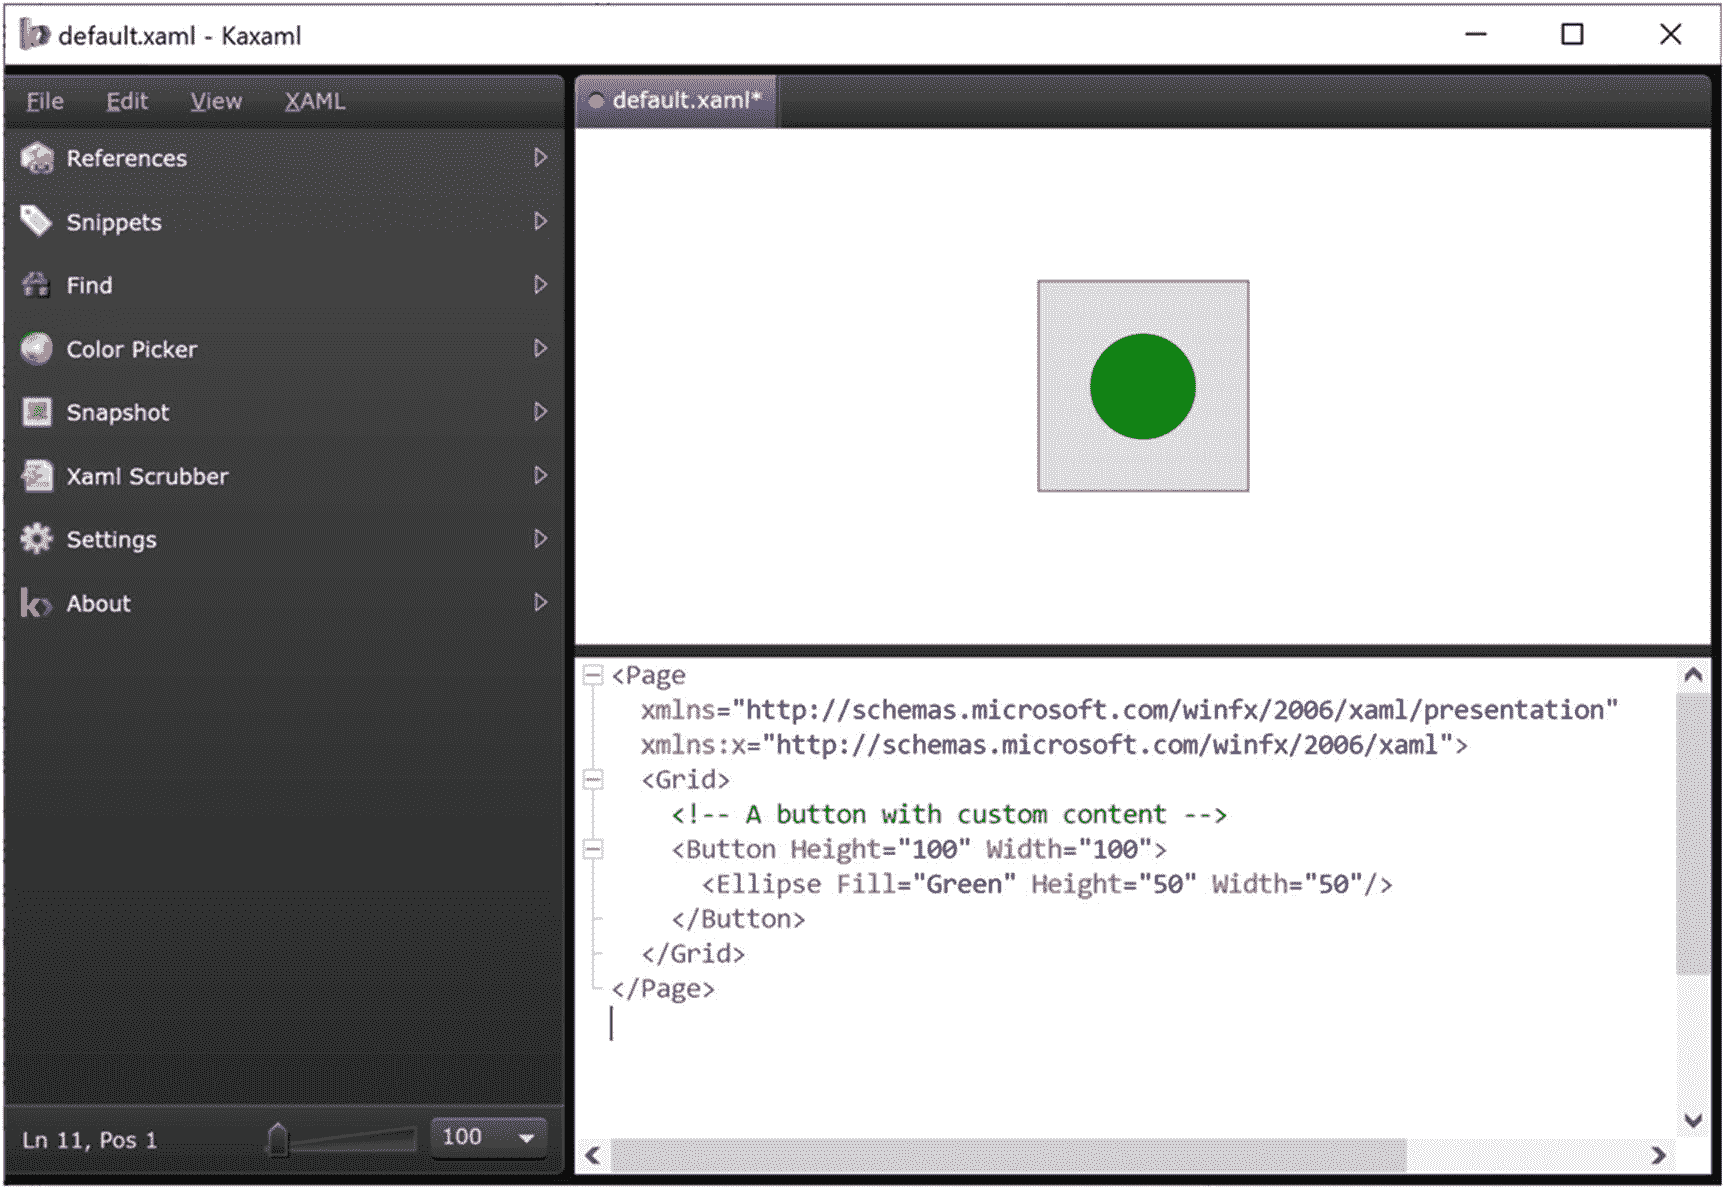 default.xaml - Kaxaml
File Edit View XAML
References
Snippets
Find
Color Picker
Snapshot
Xaml Scrubber
Settings
About
Ln 11, Pos 1
100
default.xaml*
<Page
xmlns="http://schemas.microsoft.com/winfx/2006/xaml/presentation"
xmlns:x="http://schemas.microsoft.com/winfx/2006/xaml">
<Grid>
<!-- A button with custom content -->
<Button Height="100" Width="100">
<Ellipse Fill="Green" Height="50" Width="50"/>
</Button>
</Grid>
</Page>